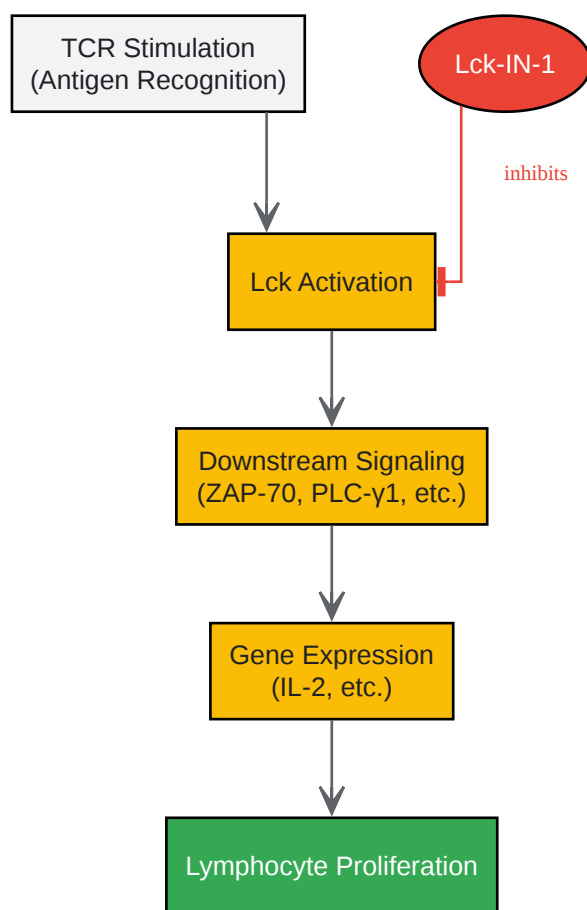 TCR Stimulation
(Antigen Recognition)
Lck-IN-1
inhibits
Lck Activation
Downstream Signaling
(ZAP-70, PLC-γ1, etc.)
Gene Expression
(IL-2, etc.)
Lymphocyte Proliferation